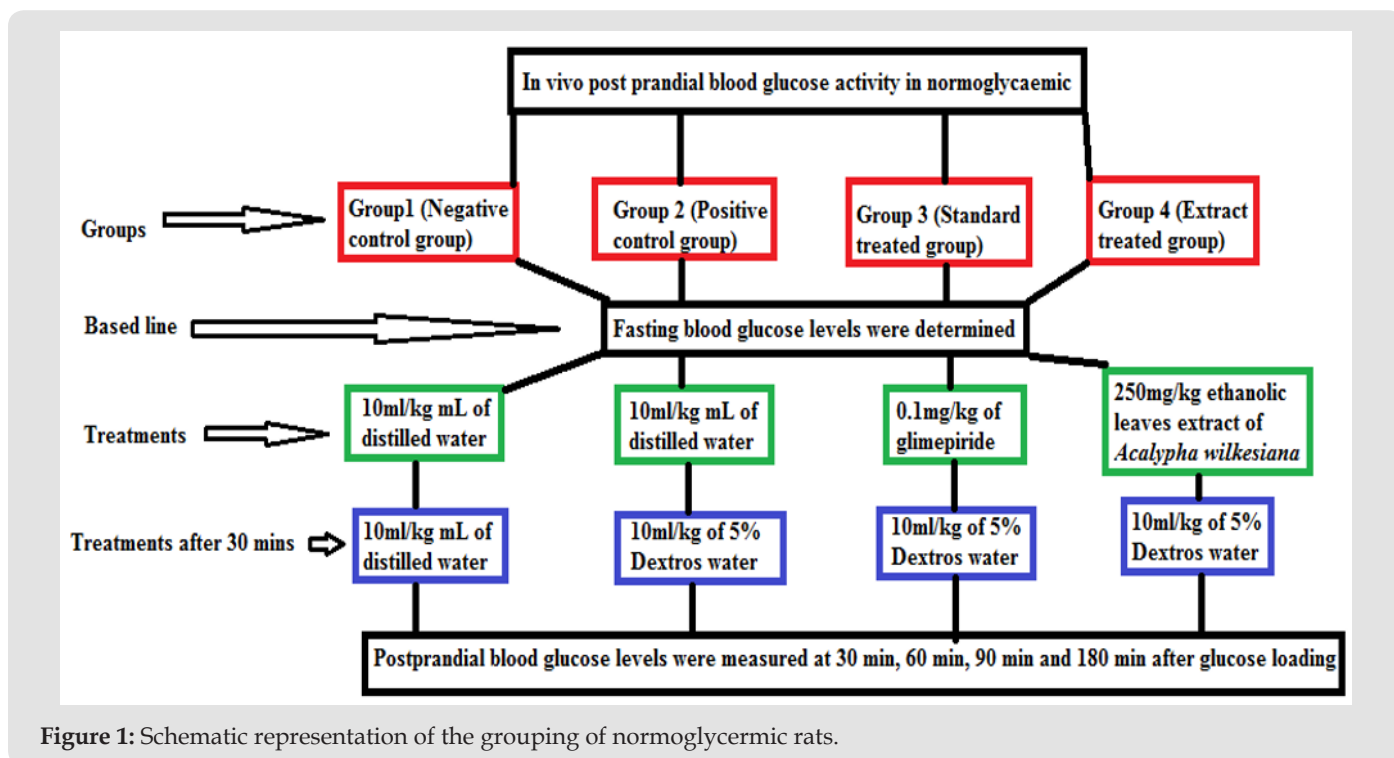 In vivo post prandial blood glucose activity in normoglycaemic
Groups
Group1 (Negative
control group)
Group 2 (Positive
control group)
Group 3 (Standard
treated group)
Group 4 (Extract
treated group)
Based line
Fasting blood glucose levels were determined
Treatments
10ml/kg mL of
distilled water
10ml/kg mL of
distilled water
0.1mg/kg of
glimepiride
250mg/kg ethanolic
leaves extract of
Acalypha wilkesiana
Treatments after 30 mins
10ml/kg mL of
distilled water
10ml/kg of 5%
Dextros water
10ml/kg of 5%
Dextros water
10ml/kg of 5%
Dextros water
Postprandial blood glucose levels were measured at 30 min, 60 min, 90 min and 180 min after glucose loading
Figure 1: Schematic representation of the grouping of normoglycermic rats.